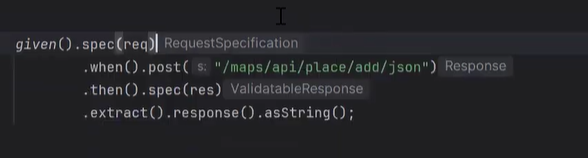 given().spec(req) RequestSpecification
.when().post( s: "/maps/api/place/add/json") Response
.then().spec(res) ValidatableResponse
.extract().response().asString();